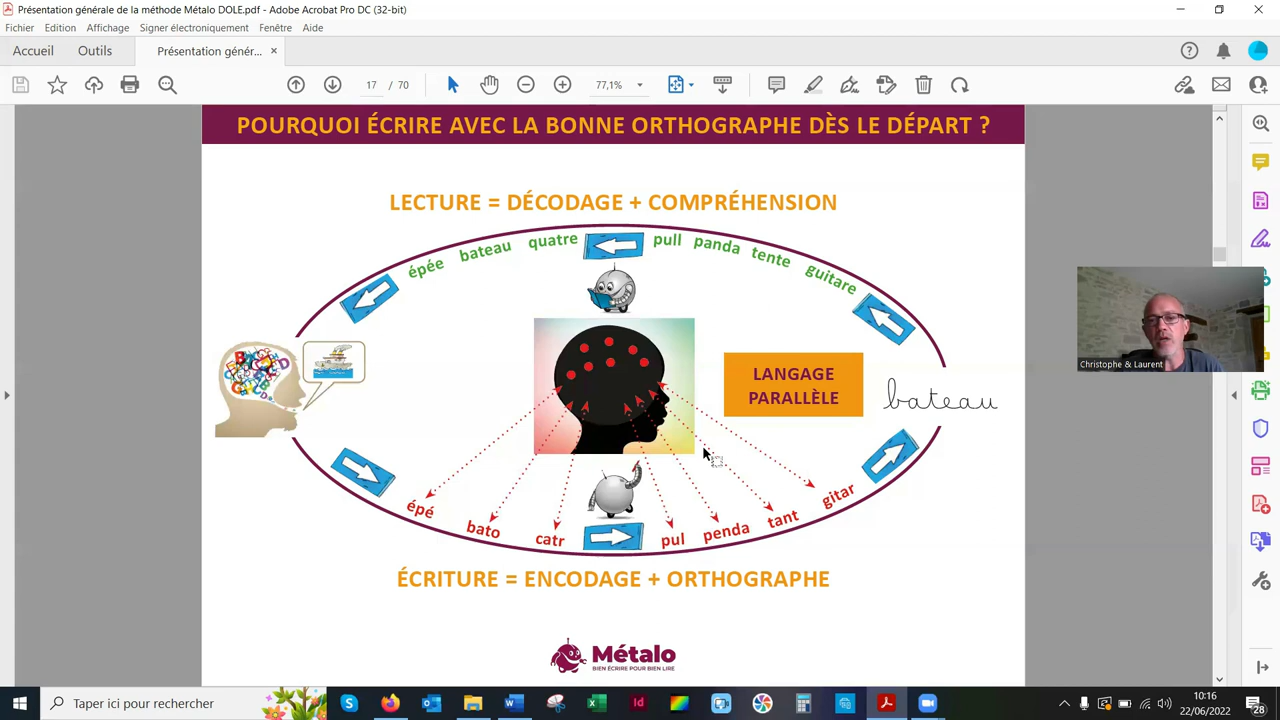 Présentation générale de la méthode Métalo DOLE.pdf - Adobe Acrobat Pro DC (32-bit)
Fichier Edition Affichage Signer électroniquement Fenêtre Aide
Accueil Outils Présentation génér... ×
17 / 70 77,1%
POURQUOI ÉCRIRE AVEC LA BONNE ORTHOGRAPHE DÈS LE DÉPART ?
LECTURE = DÉCODAGE + COMPRÉHENSION
épée bateau quatre pull panda tente guitare
LANGAGE
PARALLÈLE
bateau
Christophe & Laurent
épé bato catr pul penda tant gitar
ÉCRITURE = ENCODAGE + ORTHOGRAPHE
Métalo
BIEN ÉCRIRE POUR BIEN LIRE
Tapernici pour rechercher
10:16
22/06/2022
28